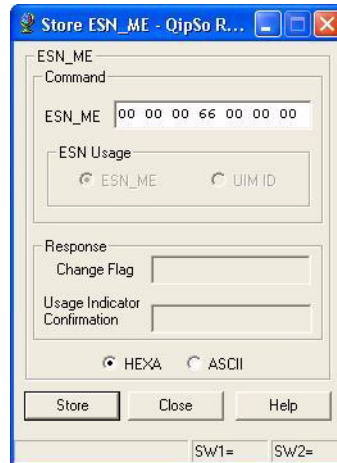 Store ESN_ME - QipSo R...
ESN_ME
Command
ESN_ME 00 00 00 66 00 00 00
ESN Usage
ESN_ME UIM ID
Response
Change Flag
Usage Indicator
Confirmation
HEXA ASCII
Store Close Help
SW1= SW2=